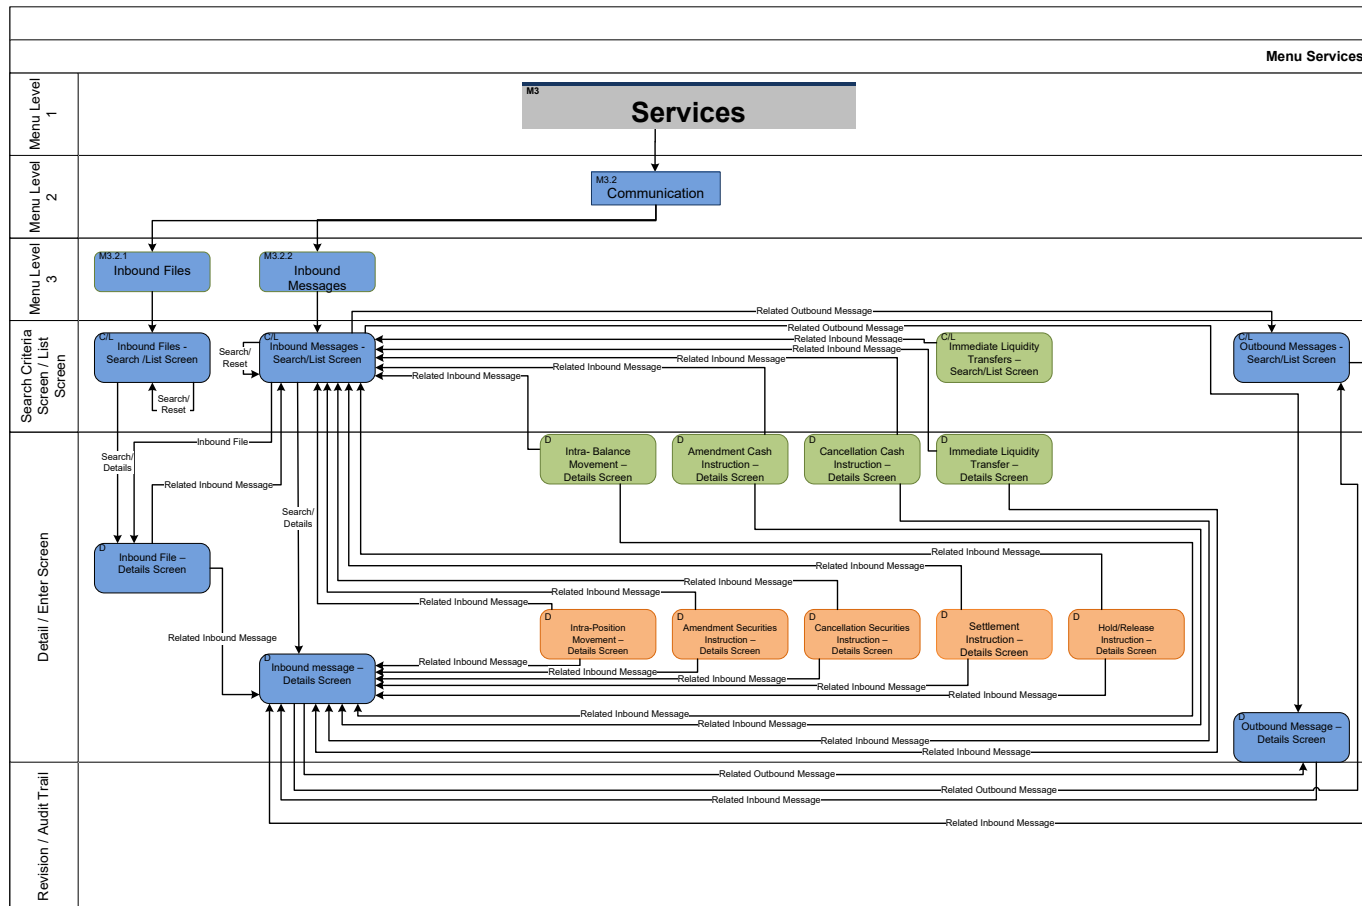 Menu Services
Menu Level
1
M3
Services
Menu Level
2
M3.2
Communication
Menu Level
3
M3.2.1
Inbound Files
M3.2.2
Inbound
Messages
Search Criteria
Screen / List
Screen
Related Outbound Message
Related Outbound Message
Related Inbound Message
Related Inbound Message
Related Inbound Message
Related Inbound Message
Related Inbound Message
C/L
Inbound Files -
Search /List Screen
Search/
Reset
Search/
Reset
C/L
Inbound Messages -
Search/List Screen
C/L
Immediate Liquidity
Transfers –
Search/List Screen
C/L
Outbound Messages -
Search/List Screen
Detail / Enter Screen
Inbound File
Search/
Details
Related Inbound Message
Search/
Details
D
Intra- Balance
Movement –
Details Screen
D
Amendment Cash
Instruction –
Details Screen
D
Cancellation Cash
Instruction –
Details Screen
D
Immediate Liquidity
Transfer –
Details Screen
D
Inbound File –
Details Screen
Related Inbound Message
Related Inbound Message
Related Inbound Message
Related Inbound Message
Related Inbound Message
D
Intra-Position
Movement –
Details Screen
D
Amendment Securities
Instruction –
Details Screen
D
Cancellation Securities
Instruction –
Details Screen
D
Settlement
Instruction –
Details Screen
D
Hold/Release
Instruction –
Details Screen
Related Inbound Message
D
Inbound message –
Details Screen
Related Inbound Message
Related Inbound Message
Related Inbound Message
Related Inbound Message
Related Inbound Message
Related Inbound Message
Related Inbound Message
Related Inbound Message
Related Inbound Message
D
Outbound Message –
Details Screen
Revision / Audit Trail
Related Outbound Message
Related Outbound Message
Related Inbound Message
Related Inbound Message